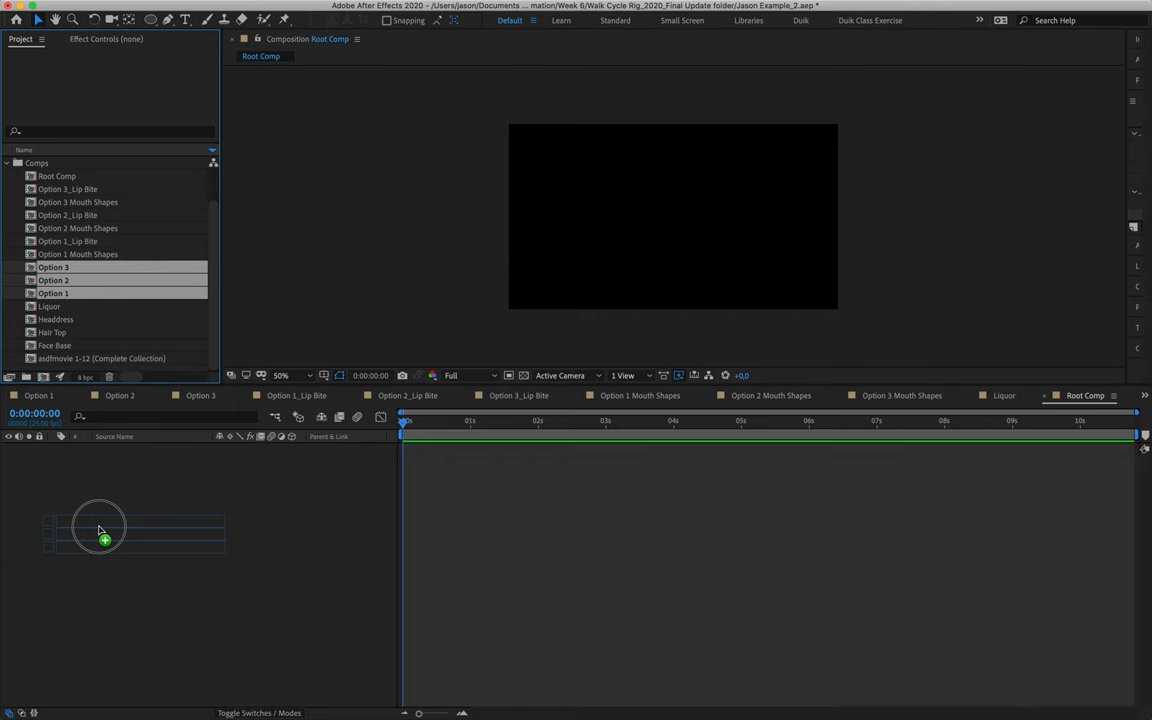 Adobe After Effects 2020 - /Users/jason/Documents ... mation/Week 6/Walk Cycle Rig_2020_Final Update folder/Jason Example_2.aep *
Snapping
Default
Learn
Standard
Small Screen
Libraries
Duik
Duik Class Exercise
Search Help
Project
Effect Controls (none)
Composition Root Comp
Root Comp
Name
Comps
Root Comp
Option 3_Lip Bite
Option 3 Mouth Shapes
Option 2_Lip Bite
Option 2 Mouth Shapes
Option 1_Lip Bite
Option 1 Mouth Shapes
Option 3
Option 2
Option 1
Liquor
Headdress
Hair Top
Face Base
asdfmovie 1-12 (Complete Collection)
8 bpc
50%
0:00:00:00
Full
Active Camera
1 View
+0,0
Option 1
Option 2
Option 3
Option 1_Lip Bite
Option 2_Lip Bite
Option 3_Lip Bite
Option 1 Mouth Shapes
Option 2 Mouth Shapes
Option 3 Mouth Shapes
Liquor
Root Comp
0:00:00:00
00000 (25.00 fps)
# Source Name
Parent & Link
01s 02s 03s 04s 05s 06s 07s 08s 09s 10s
Toggle Switches / Modes